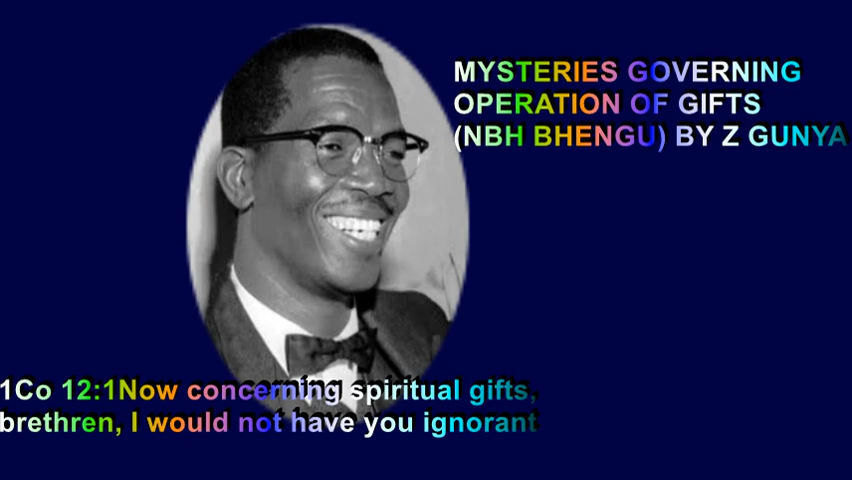 MYSTERIES GOVERNING
OPERATION OF GIFTS
(NBH BHENGU) BY Z GUNYA
1Co 12:1Now concerning spiritual gifts,
brethren, I would not have you ignorant